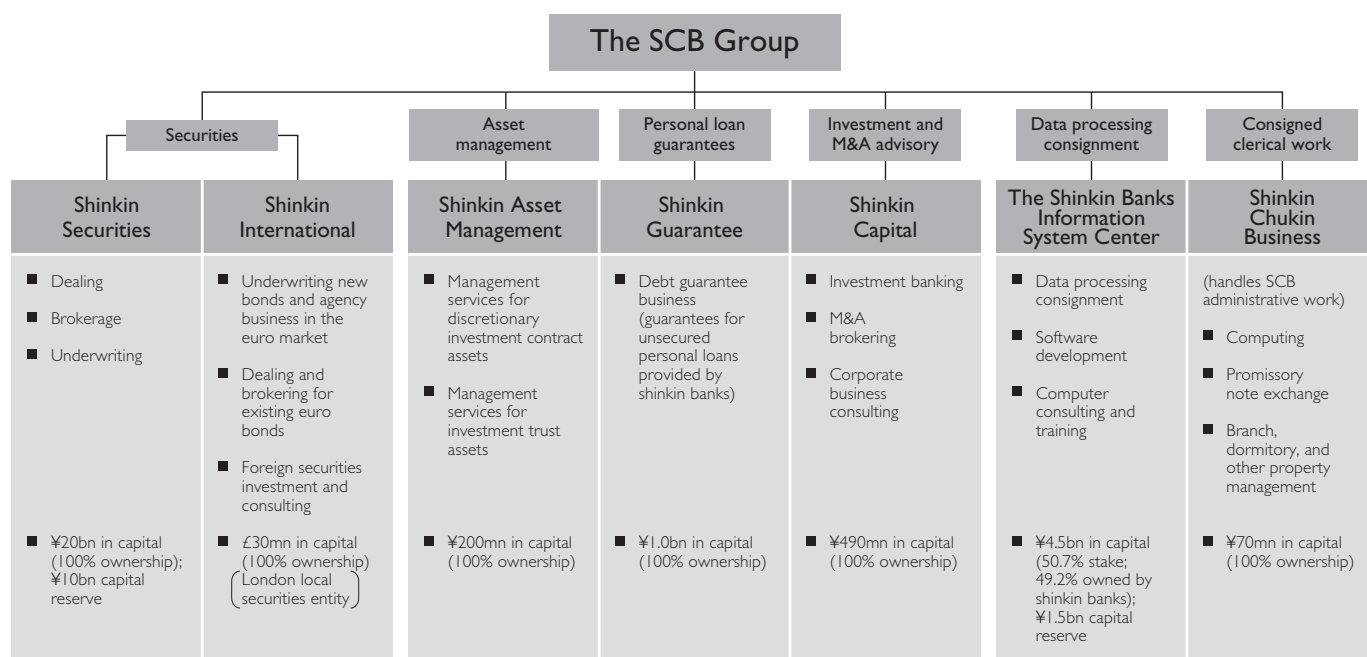 The SCB Group
Securities
Asset
management
Personal loan
guarantees
Investment and
M&A advisory
Data processing
consignment
Consigned
clerical work
Shinkin
Securities
Shinkin
International
Shinkin Asset
Management
Shinkin
Guarantee
Shinkin
Capital
The Shinkin Banks
Information
System Center
Shinkin
Chukin
Business
■ Dealing
■ Brokerage
■ Underwriting
■ ¥20bn in capital
(100% ownership);
¥10bn capital
reserve
■ Underwriting new
bonds and agency
business in the
euro market
■ Dealing and
brokering for
existing euro
bonds
■ Foreign securities
investment and
consulting
■ £30mn in capital
(100% ownership)
(London local
securities entity)
■ Management
services for
discretionary
investment contract
assets
■ Management
services for
investment trust
assets
■ ¥200mn in capital
(100% ownership)
■ Debt guarantee
business
(guarantees for
unsecured
personal loans
provided by
shinkin banks)
■ ¥1.0bn in capital
(100% ownership)
■ Investment banking
■ M&A
brokering
■ Corporate
business
consulting
■ ¥490mn in capital
(100% ownership)
■ Data processing
consignment
■ Software
development
■ Computer
consulting and
training
■ ¥4.5bn in capital
(50.7% stake;
49.2% owned by
shinkin banks);
¥1.5bn capital
reserve
(handles SCB
administrative work)
■ Computing
■ Promissory
note exchange
■ Branch,
dormitory, and
other property
management
■ ¥70mn in capital
(100% ownership)